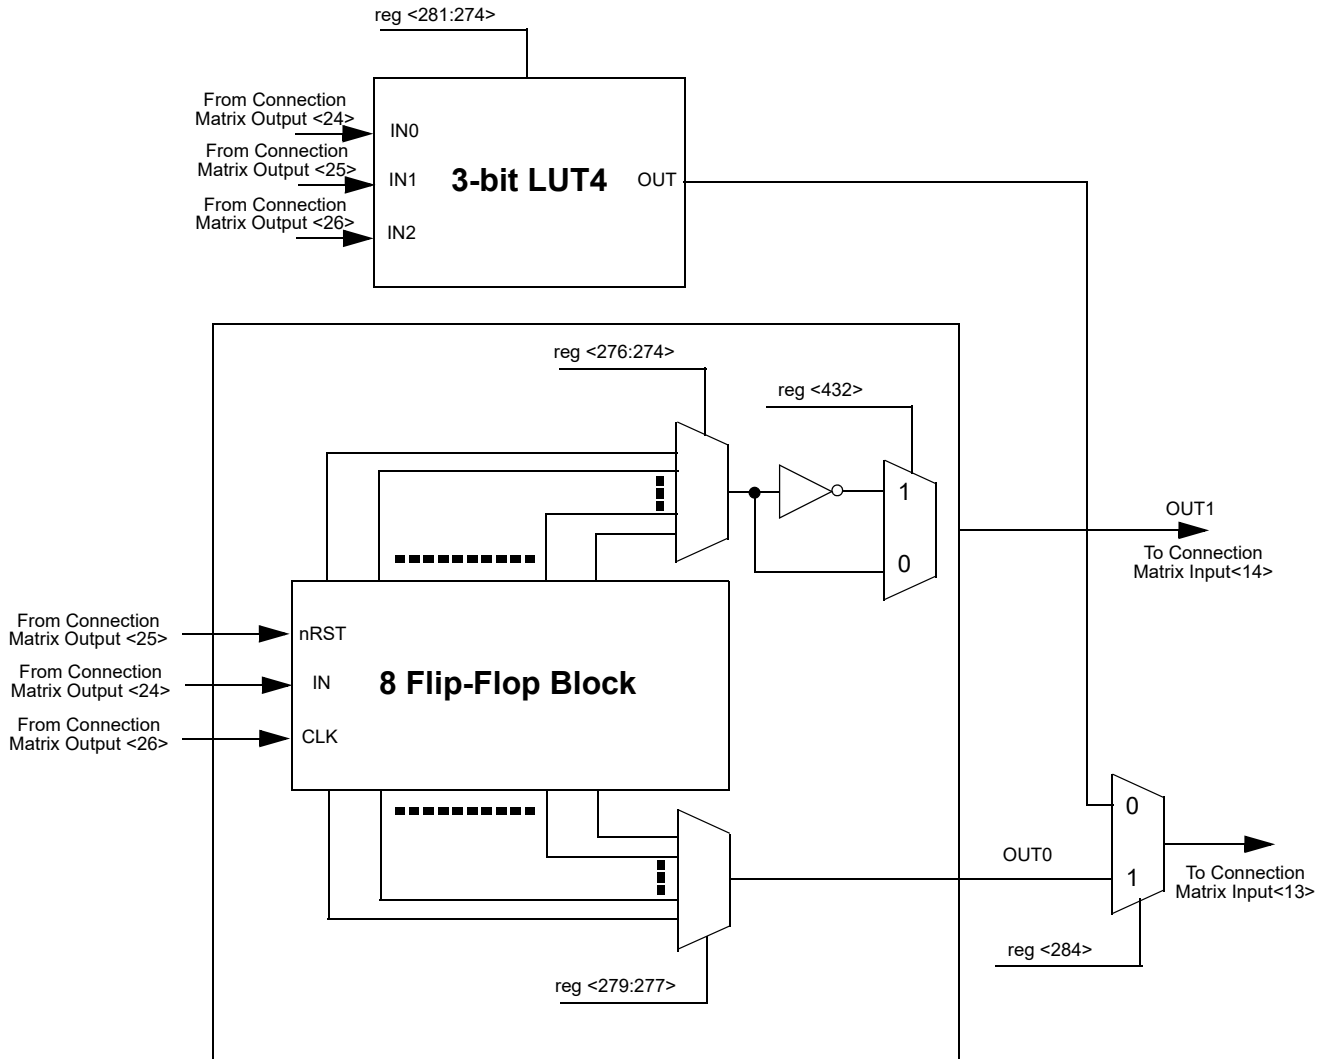 reg <281:274>
From Connection
Matrix Output <24>
IN0
From Connection
Matrix Output <25>
IN1
3-bit LUT4
OUT
From Connection
Matrix Output <26>
IN2
reg <276:274>
reg <432>
1
0
OUT1
To Connection
Matrix Input<14>
From Connection
Matrix Output <25>
nRST
From Connection
Matrix Output <24>
IN
8 Flip-Flop Block
From Connection
Matrix Output <26>
CLK
0
OUT0
1
To Connection
Matrix Input<13>
reg <284>
reg <279:277>